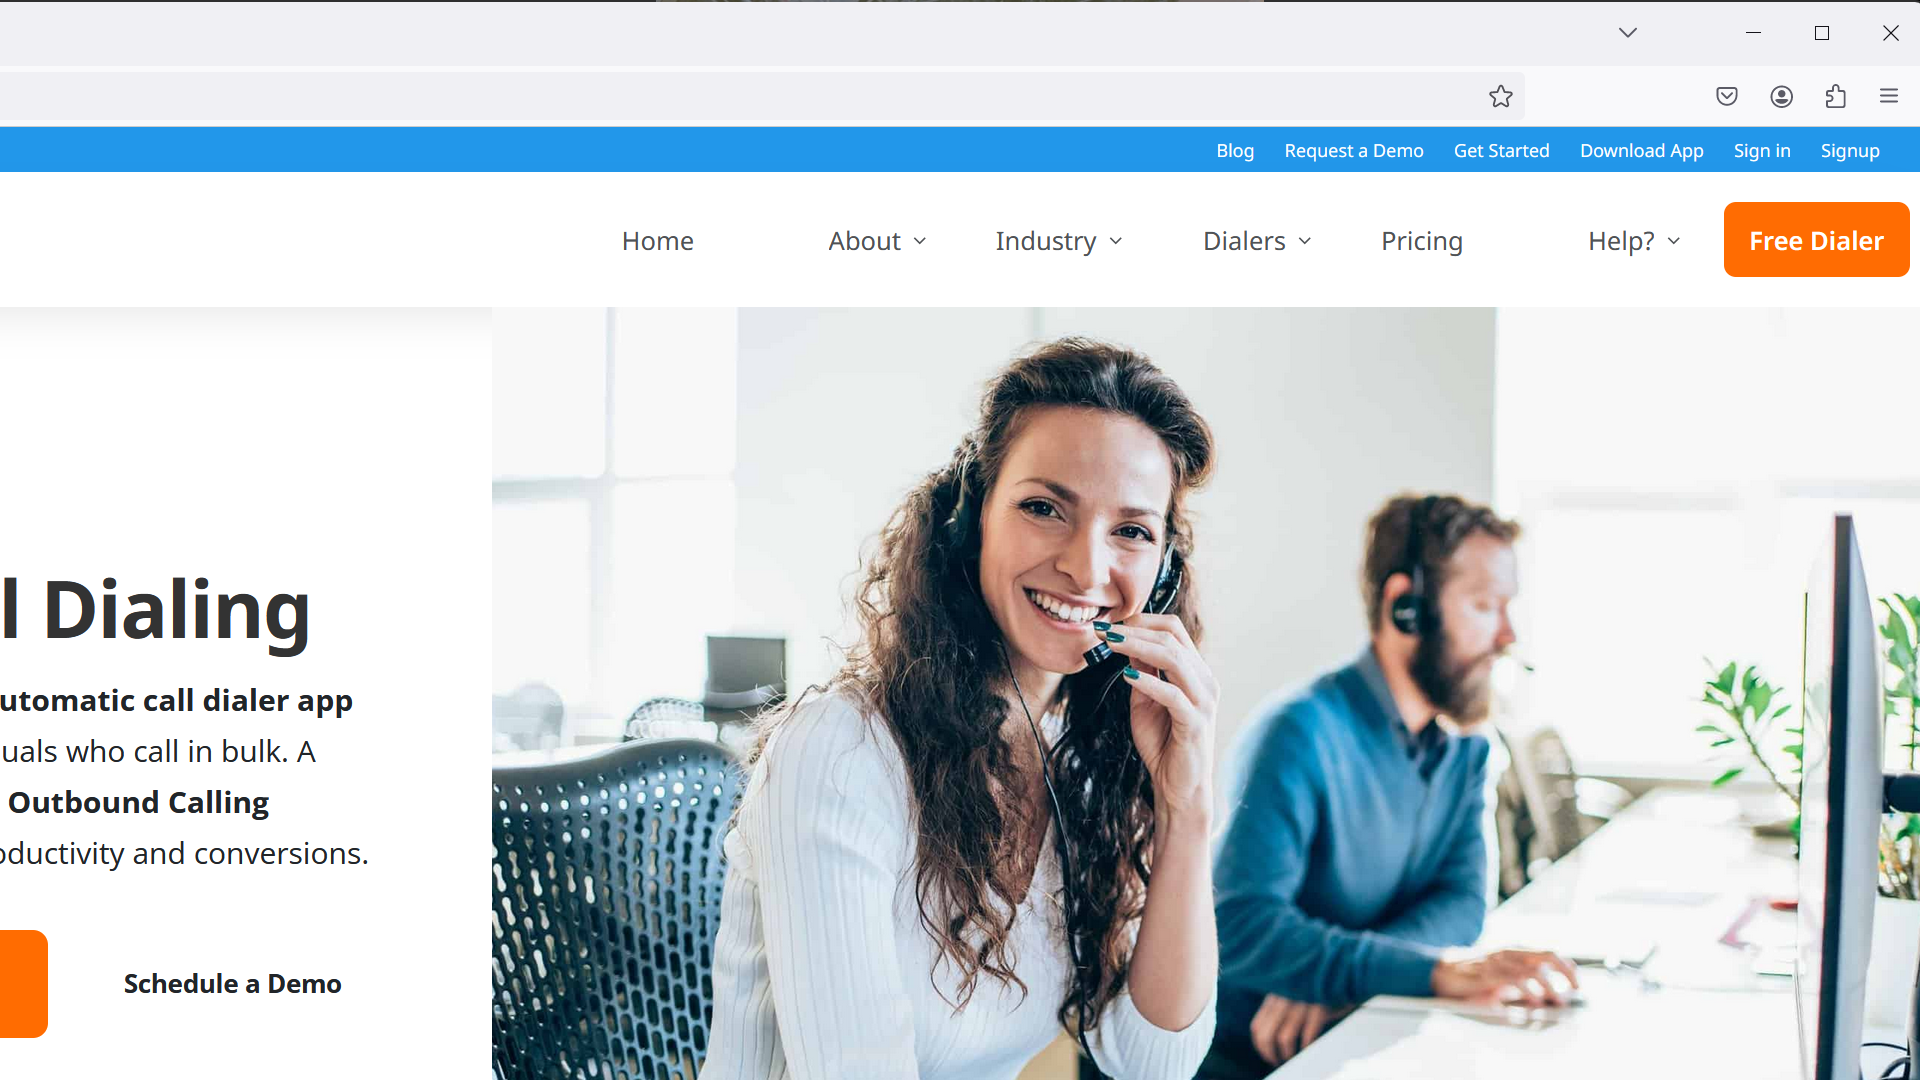 Blog Request a Demo Get Started Download App Sign in Signup
Home About Industry Dialers Pricing Help? Free Dialer
l Dialing
utomatic call dialer app
uals who call in bulk. A
Outbound Calling
oductivity and conversions.
Schedule a Demo